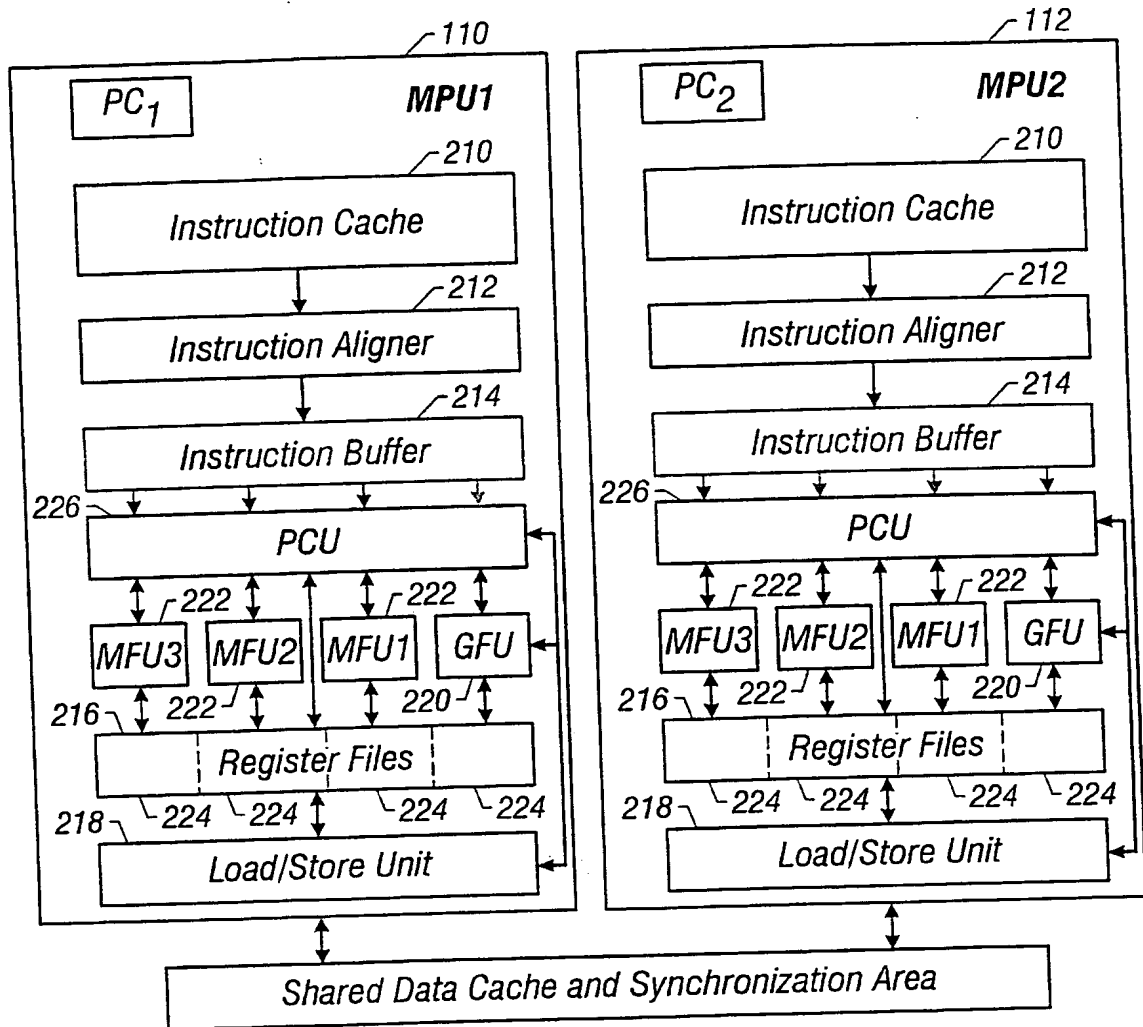 110
PC1
MPU1
210
Instruction Cache
212
Instruction Aligner
214
Instruction Buffer
226
PCU
222
222
MFU3
MFU2
MFU1
GFU
216
222
220
Register Files
218
224
224
224
224
Load/Store Unit
112
PC2
MPU2
210
Instruction Cache
212
Instruction Aligner
214
Instruction Buffer
226
PCU
222
222
MFU3
MFU2
MFU1
GFU
216
222
220
Register Files
218
224
224
224
224
Load/Store Unit
Shared Data Cache and Synchronization Area